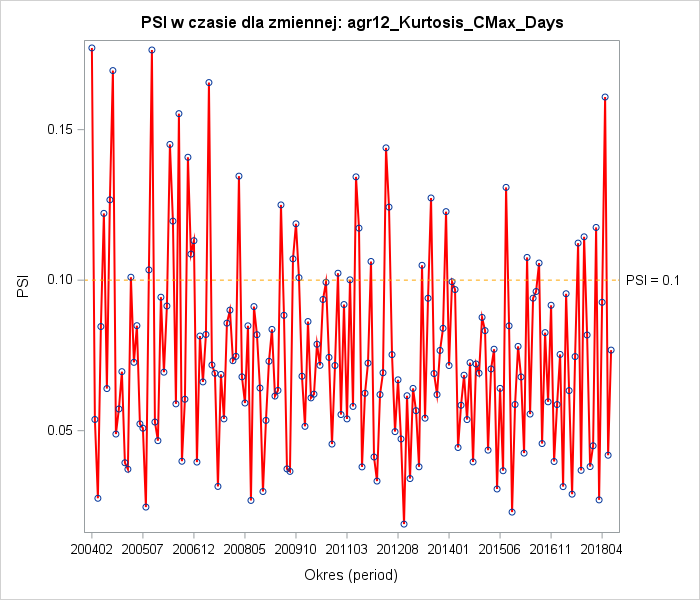 PSI w czasie dla zmiennej: agr12_Kurtosis_CMax_Days
0.15
0.10
0.05
PSI
PSI = 0.1
200402 200507 200612 200805 200910 201103 201208 201401 201506 201611 201804
Okres (period)